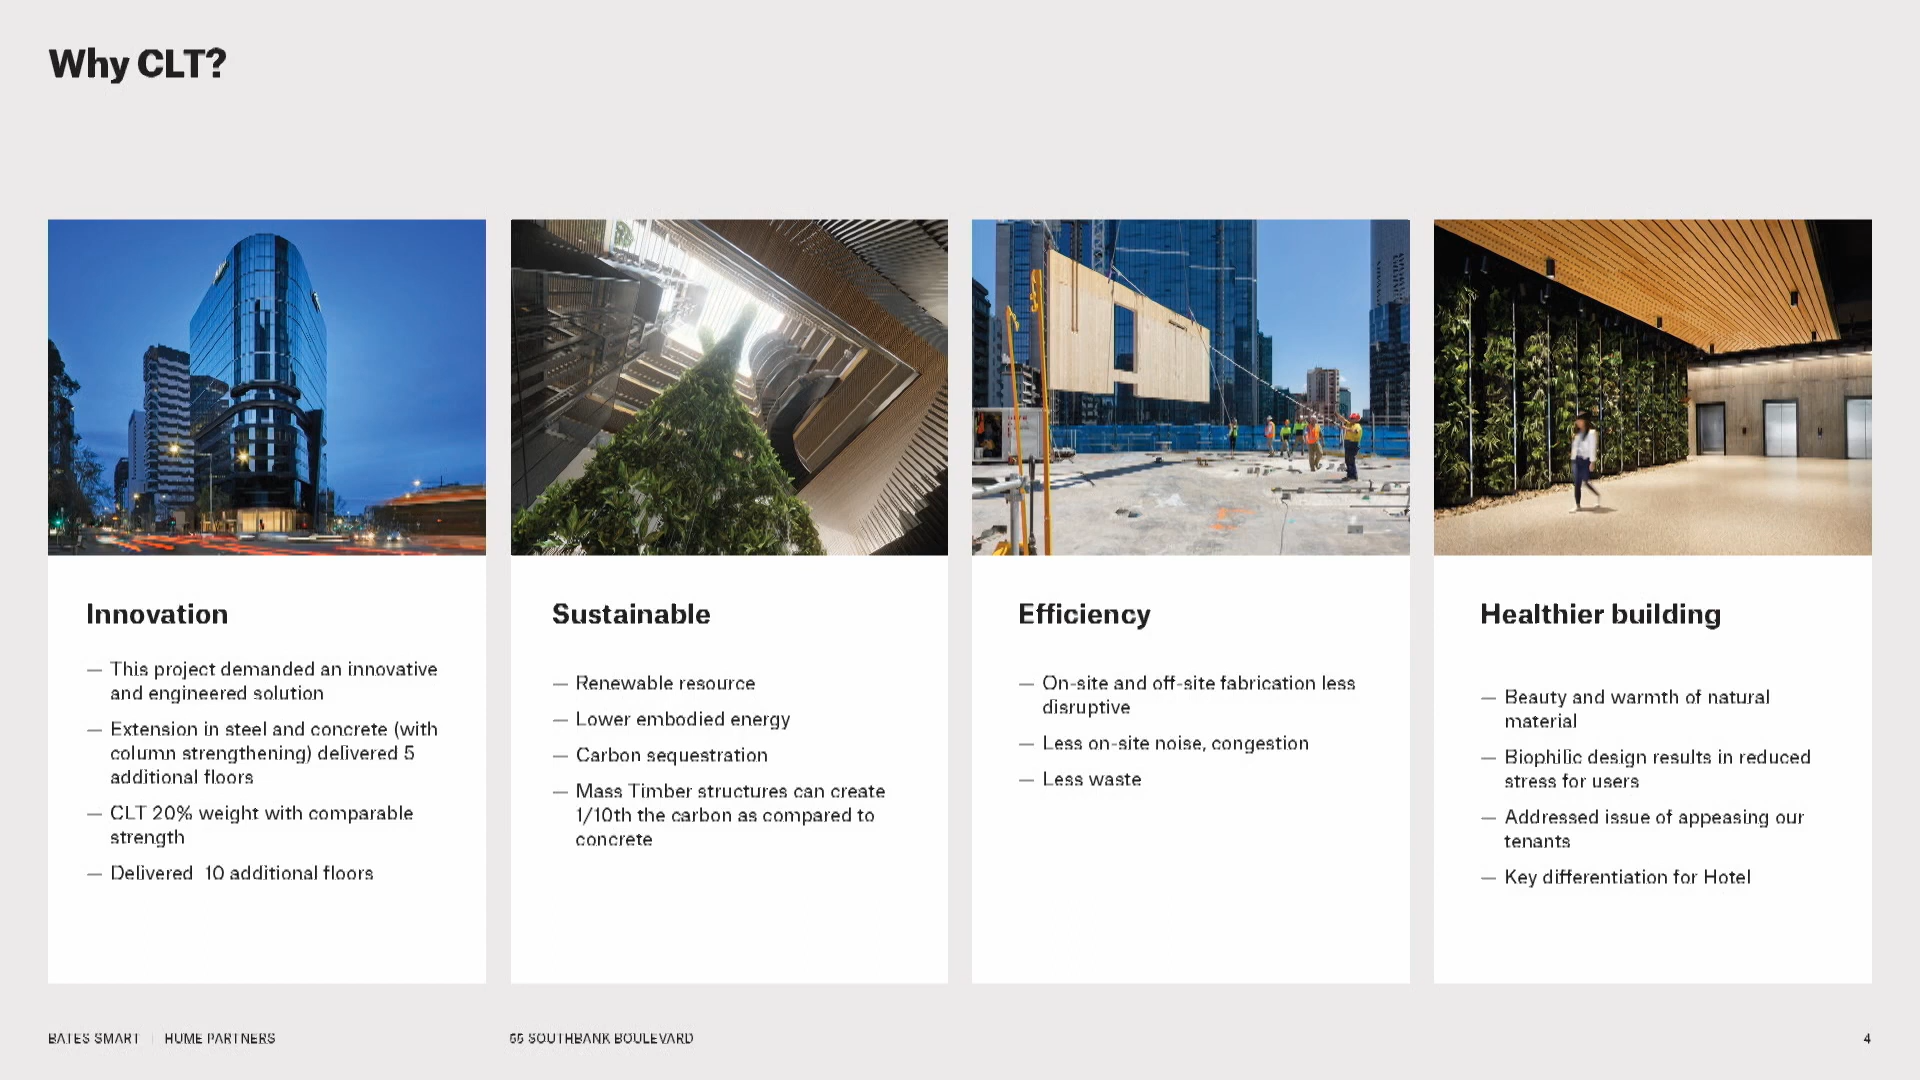 Why CLT?
Innovation
— This project demanded an innovative
and engineered solution
— Extension in steel and concrete (with
column strengthening) delivered 5
additional floors
— CLT 20% weight with comparable
strength
— Delivered  10 additional floors
Sustainable
— Renewable resource
— Lower embodied energy
— Carbon sequestration
— Mass Timber structures can create
1/10th the carbon as compared to
concrete
Efficiency
— On-site and off-site fabrication less
disruptive
— Less on-site noise, congestion
— Less waste
Healthier building
— Beauty and warmth of natural
material
— Biophilic design results in reduced
stress for users
— Addressed issue of appeasing our
tenants
— Key differentiation for Hotel
BATES SMART | HUME PARTNERS
55 SOUTHBANK BOULEVARD
4